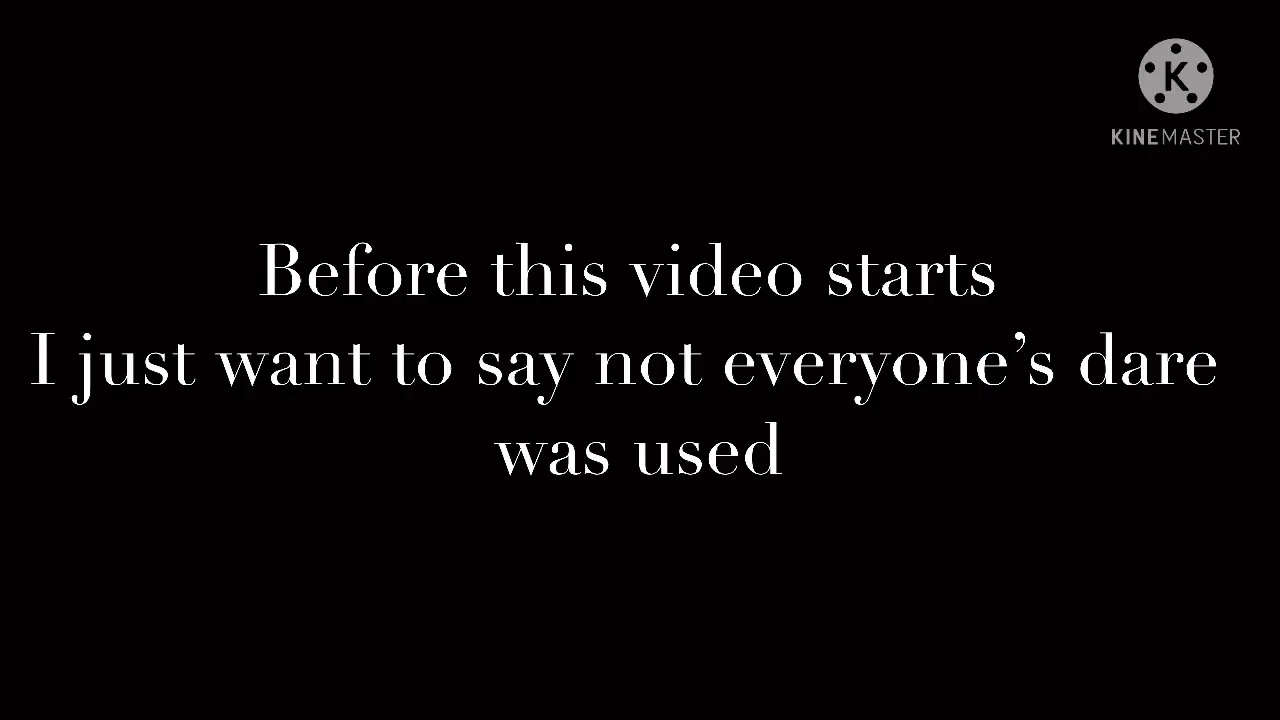 K
KINEMASTER
Before this video starts
I just want to say not everyone’s dare
was used